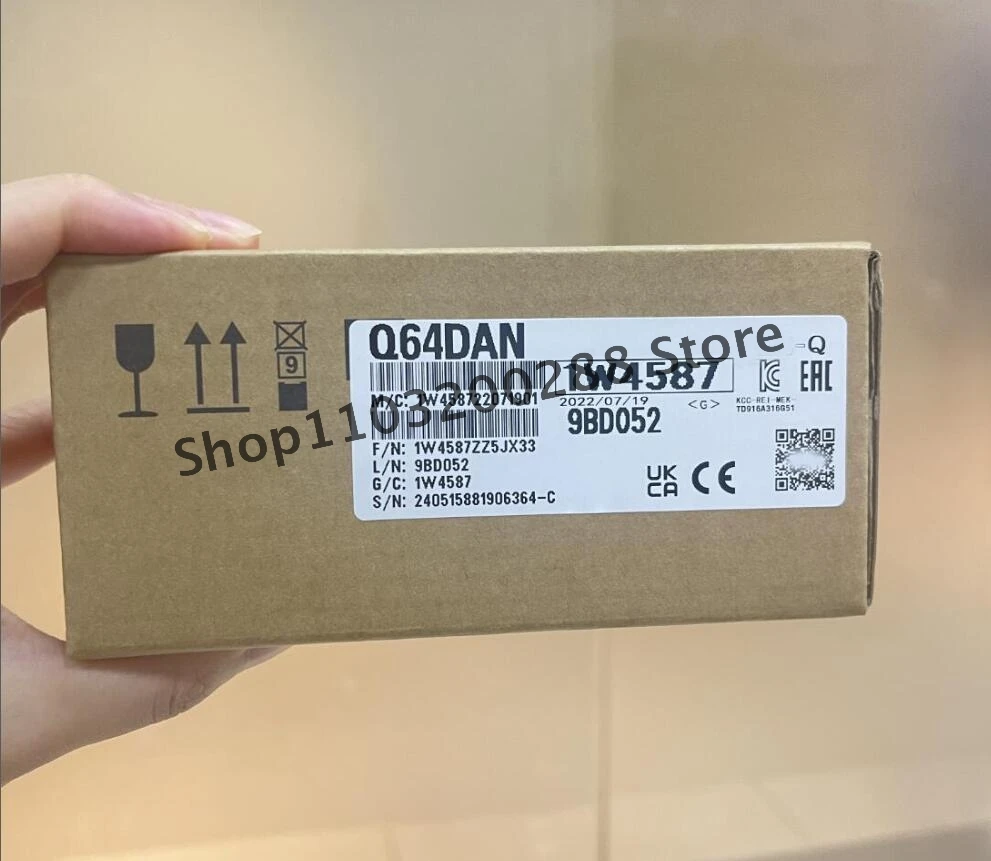 Q64DAN
-Q
1W4587
M/C: 1W458722071901
2022/07/19
<G>
KCC-REI-MEK-
TD916A316G51
EAC
9BD052
F/N: 1W4587ZZ5JX33
L/N: 9BD052
G/C: 1W4587
S/N: 240515881906364-C
UK
CA
CE
9
Shop1103200288 Store